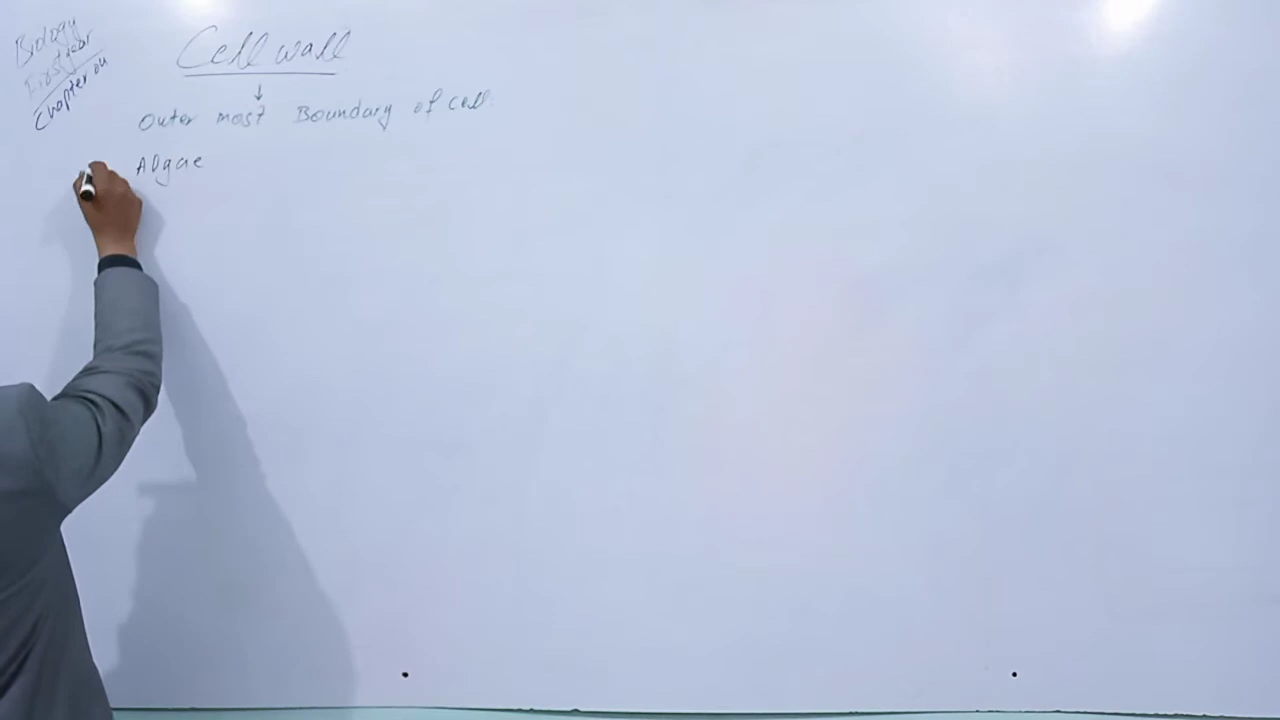 Biology
First year
Chapter 04
Cell wall
Outer most Boundary of cell.
Algae